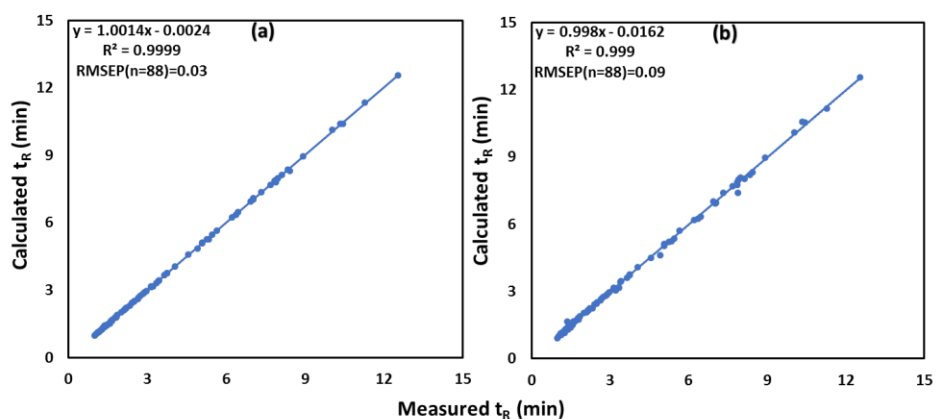 y = 1.0014x - 0.0024
R² = 0.9999
RMSEP(n=88)=0.03
(a)
15
12
9
6
3
0
0
3
6
9
12
15
Calculated tR (min)
y = 0.998x - 0.0162
R² = 0.999
RMSEP(n=88)=0.09
(b)
15
12
9
6
3
0
0
3
6
9
12
15
Calculated tR (min)
Measured tR (min)